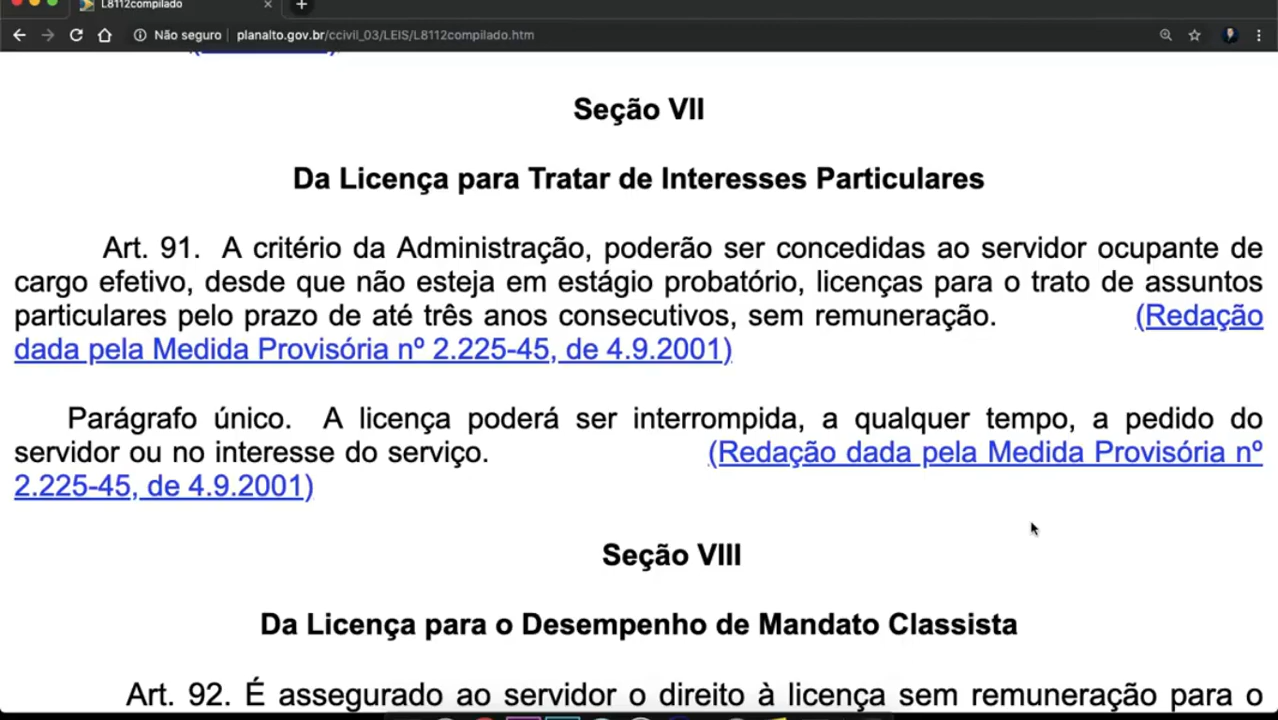 L8112compilado
Não seguro
planalto.gov.br/ccivil_03/LEIS/L8112compilado.htm
Seção VII
Da Licença para Tratar de Interesses Particulares
Art. 91. A critério da Administração, poderão ser concedidas ao servidor ocupante de
cargo efetivo, desde que não esteja em estágio probatório, licenças para o trato de assuntos
particulares pelo prazo de até três anos consecutivos, sem remuneração. (Redação
dada pela Medida Provisória nº 2.225-45, de 4.9.2001)
Parágrafo único. A licença poderá ser interrompida, a qualquer tempo, a pedido do
servidor ou no interesse do serviço. (Redação dada pela Medida Provisória nº
2.225-45, de 4.9.2001)
Seção VIII
Da Licença para o Desempenho de Mandato Classista
Art. 92. É assegurado ao servidor o direito à licença sem remuneração para o